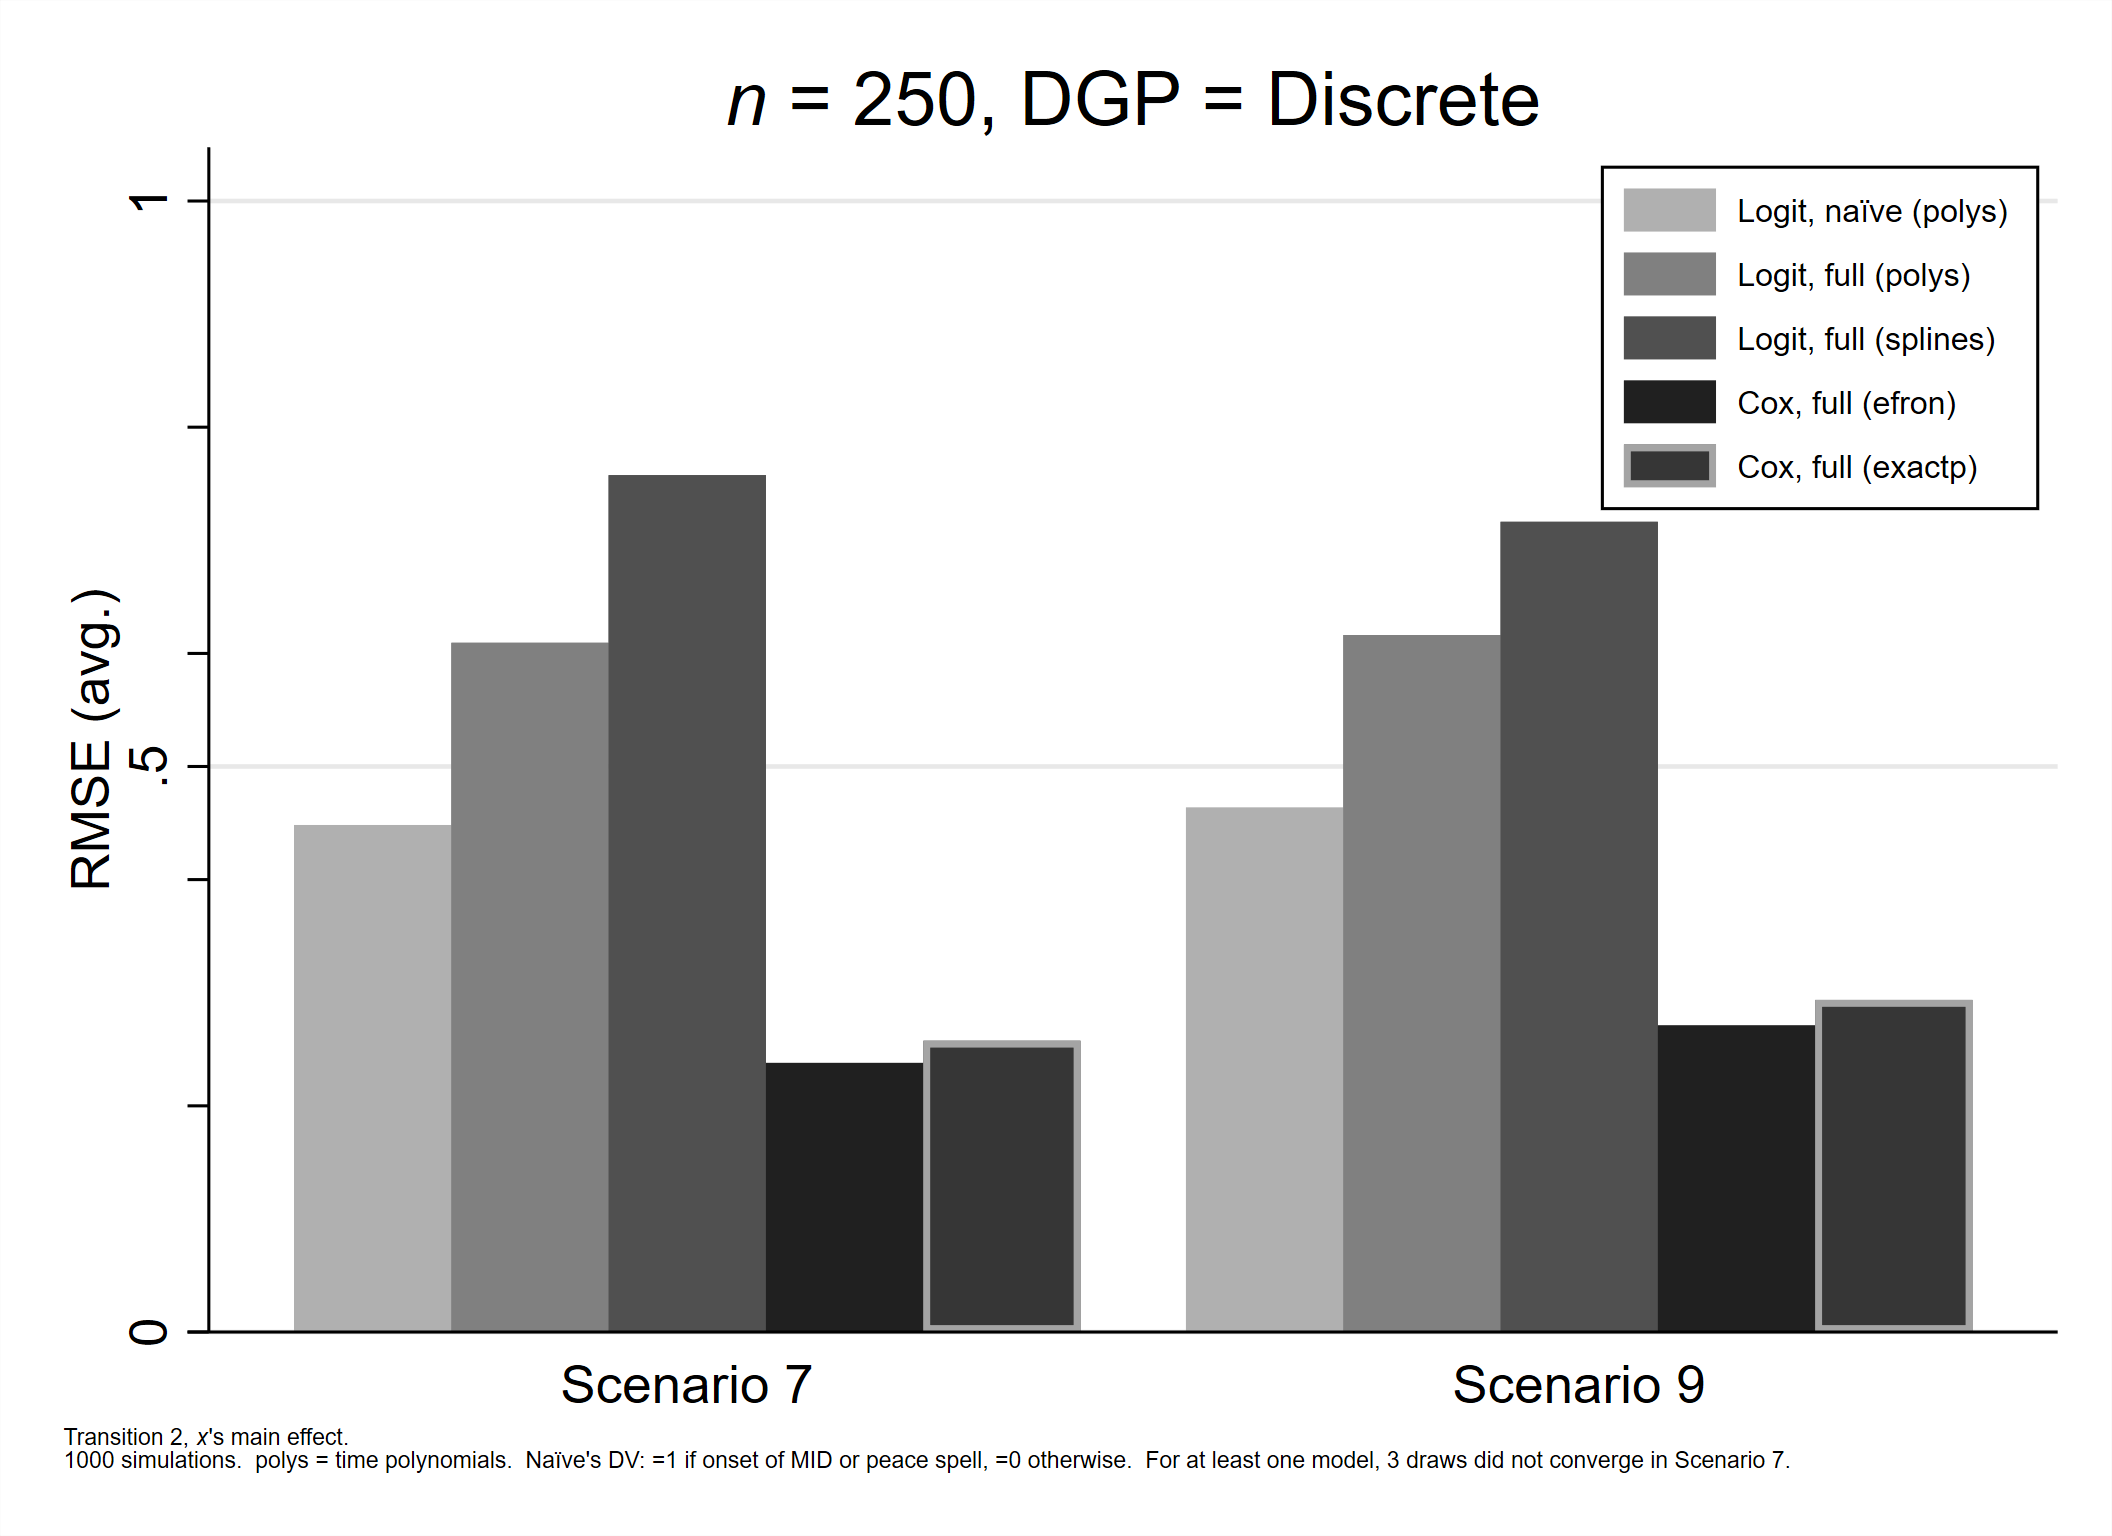 n = 250, DGP = Discrete
RMSE (avg.)
1
.5
0
Logit, naïve (polys)
Logit, full (polys)
Logit, full (splines)
Cox, full (efron)
Cox, full (exactp)
Scenario 7
Scenario 9
Transition 2, x's main effect.
1000 simulations.  polys = time polynomials.  Naïve's DV: =1 if onset of MID or peace spell, =0 otherwise.  For at least one model, 3 draws did not converge in Scenario 7.